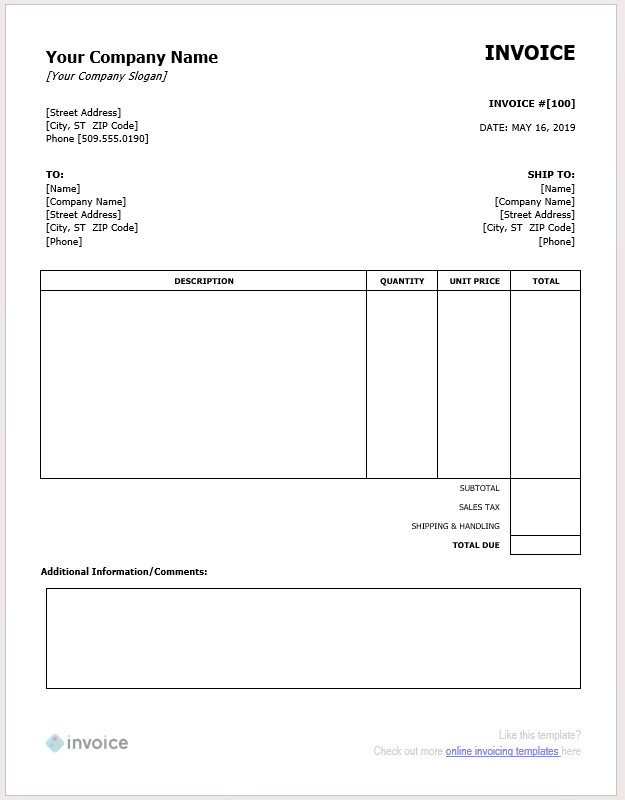 Your Company Name
INVOICE
[Your Company Slogan]
INVOICE #[100]
[Street Address]
[City, ST  ZIP Code]
DATE: MAY 16, 2019
Phone [509.555.0190]
TO:
[Name]
[Company Name]
[Street Address]
[City, ST  ZIP Code]
[Phone]
SHIP TO:
[Name]
[Company Name]
[Street Address]
[City, ST  ZIP Code]
[Phone]
DESCRIPTION QUANTITY UNIT PRICE TOTAL
SUBTOTAL
SALES TAX
SHIPPING & HANDLING
TOTAL DUE
Additional Information/Comments:
invoice
Like this template?
Check out more online invoicing templates here